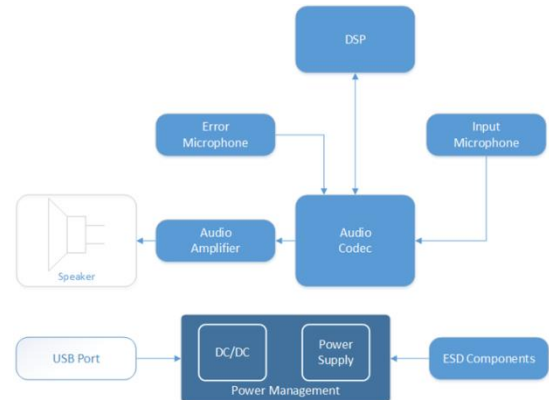 DSP
Error
Microphone
Input
Microphone
Audio
Amplifier
Audio
Codec
Speaker
USB Port
DC/DC
Power
Supply
ESD Components
Power Management